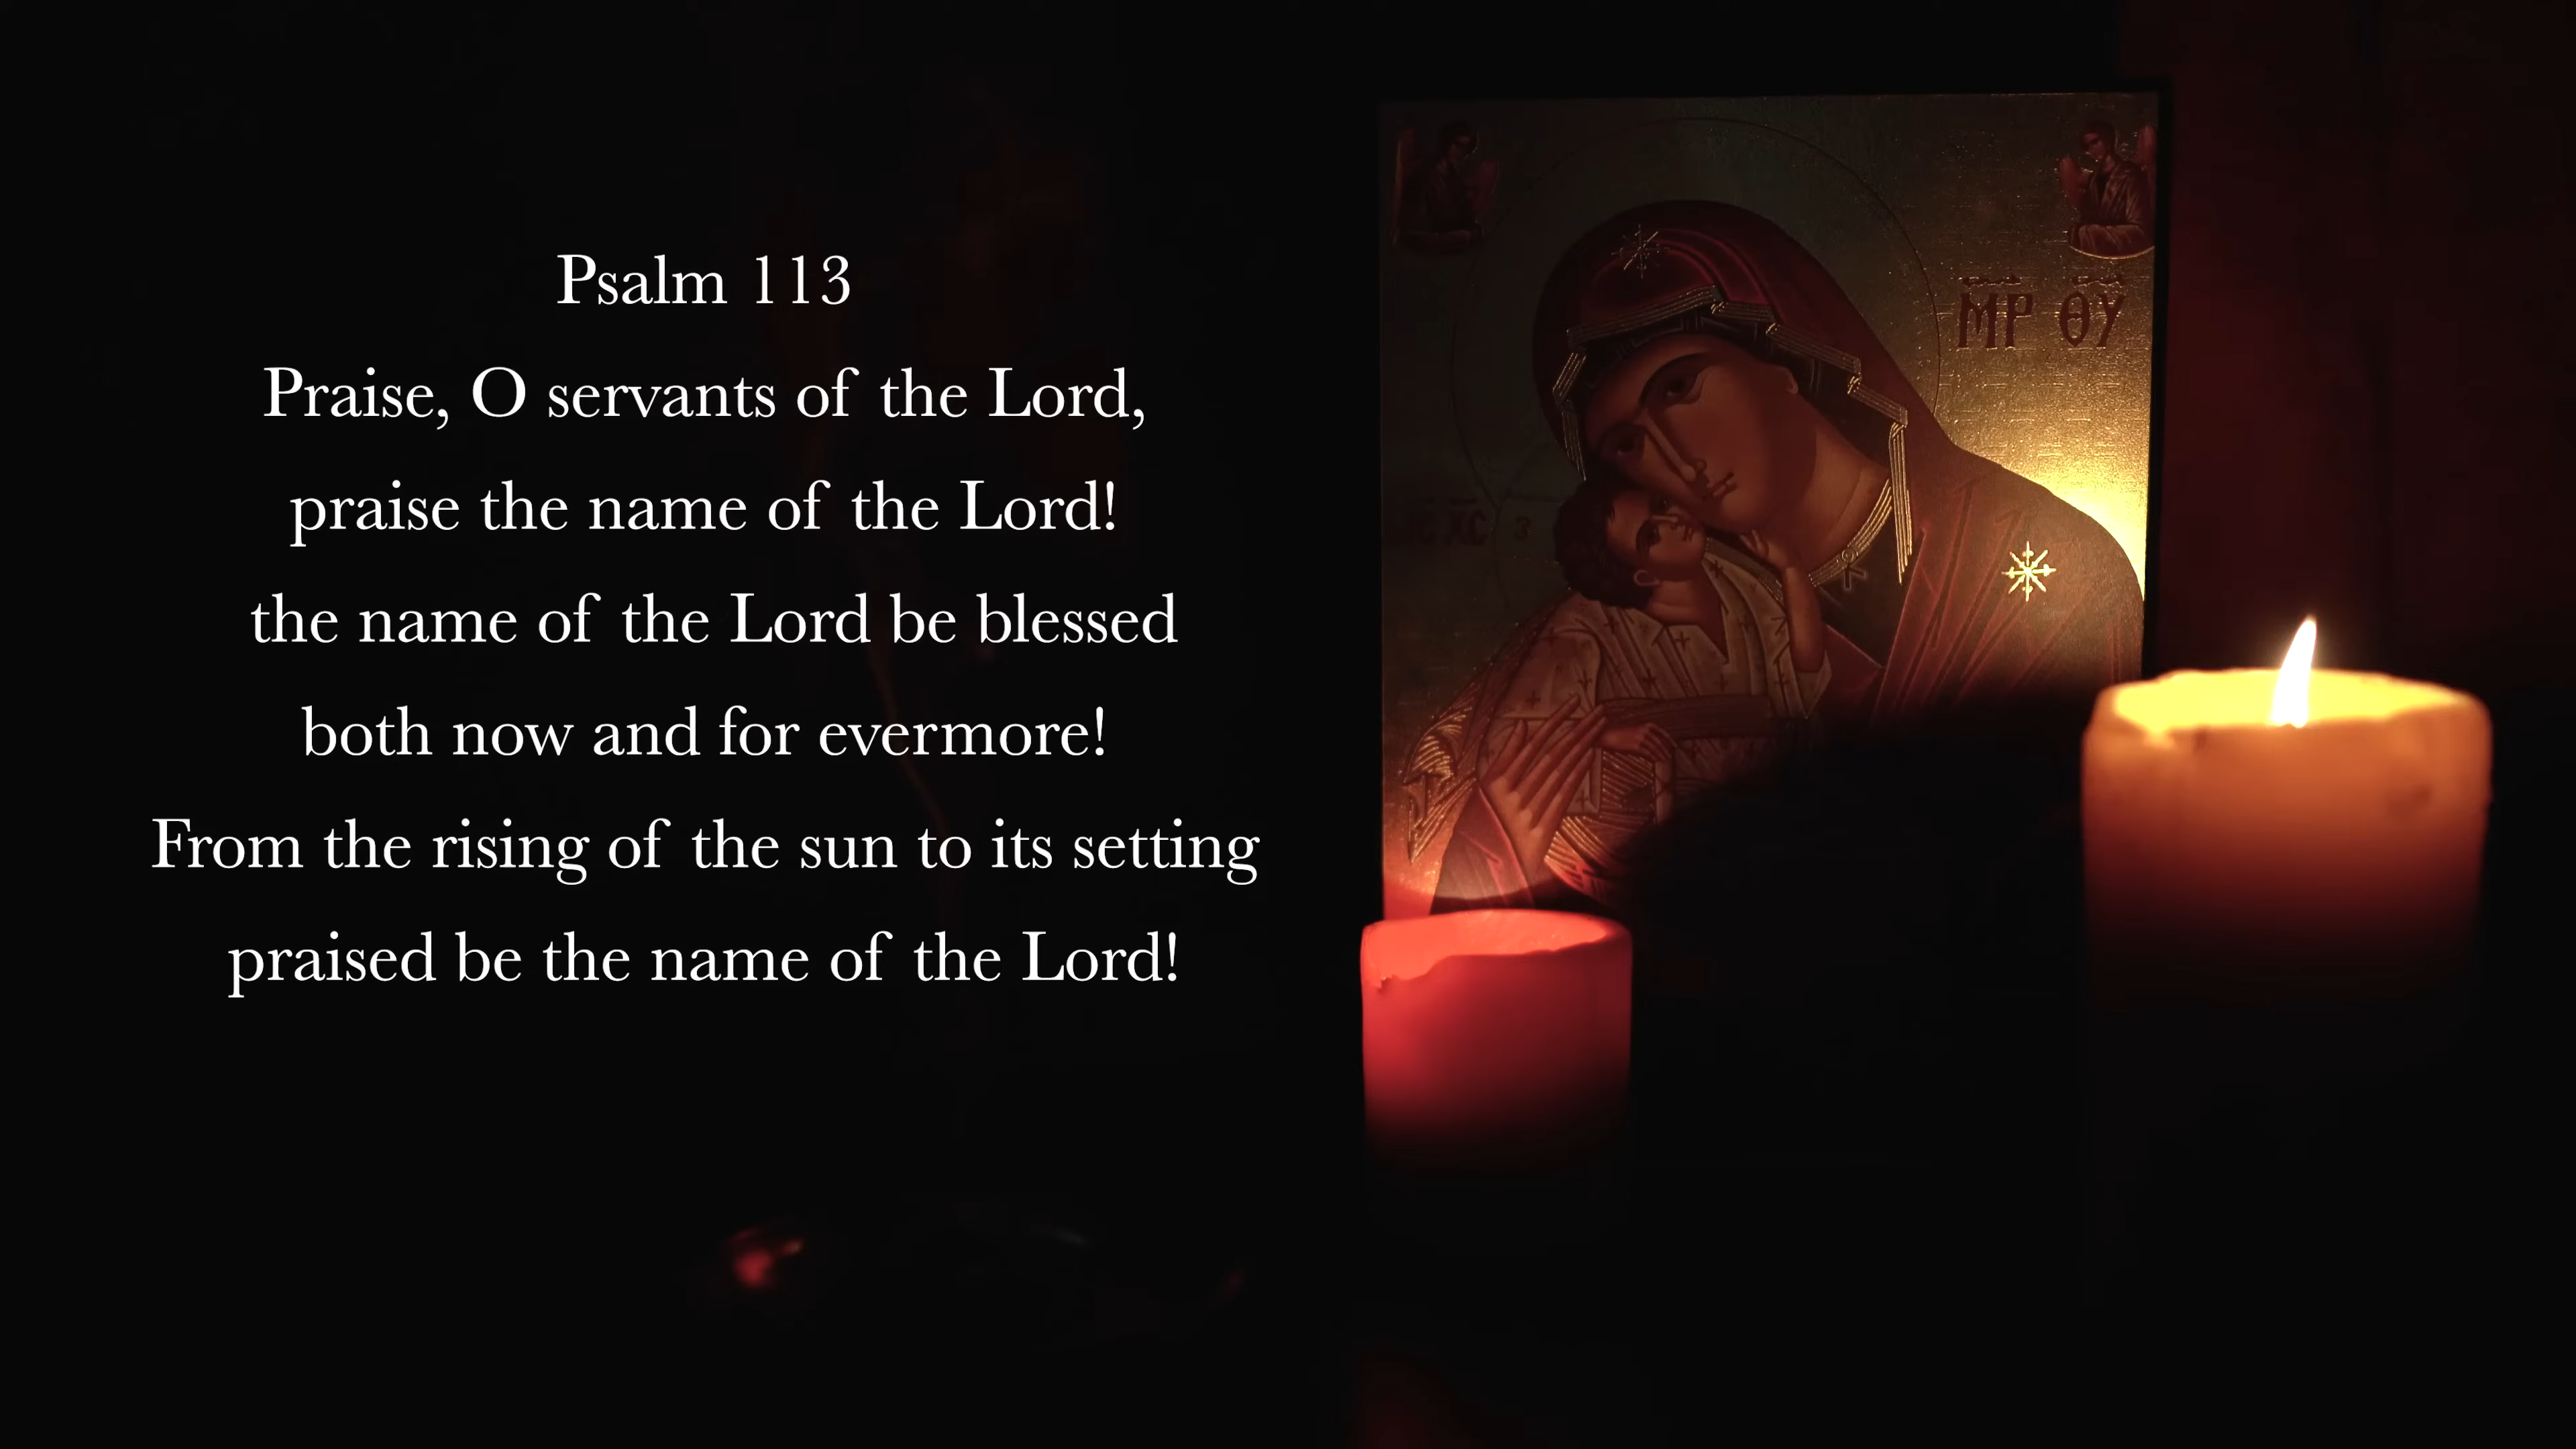 Psalm 113
Praise, O servants of the Lord,
praise the name of the Lord!
the name of the Lord be blessed
both now and for evermore!
From the rising of the sun to its setting
praised be the name of the Lord!
ΜΡ ΘΥ
ΧC